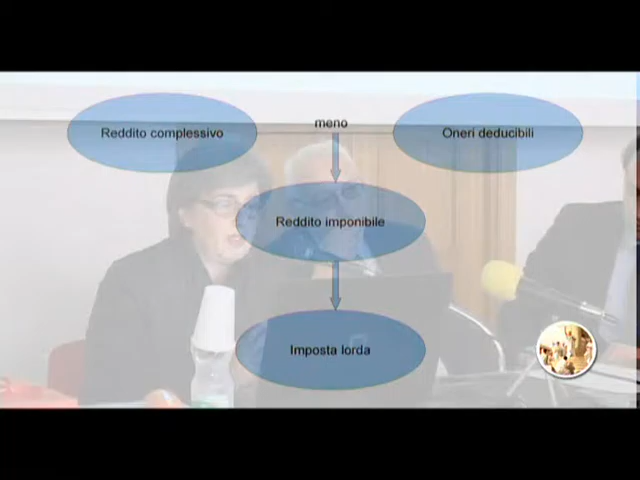 meno
Reddito complessivo
Oneri deducibili
Reddito imponibile
Imposta lorda